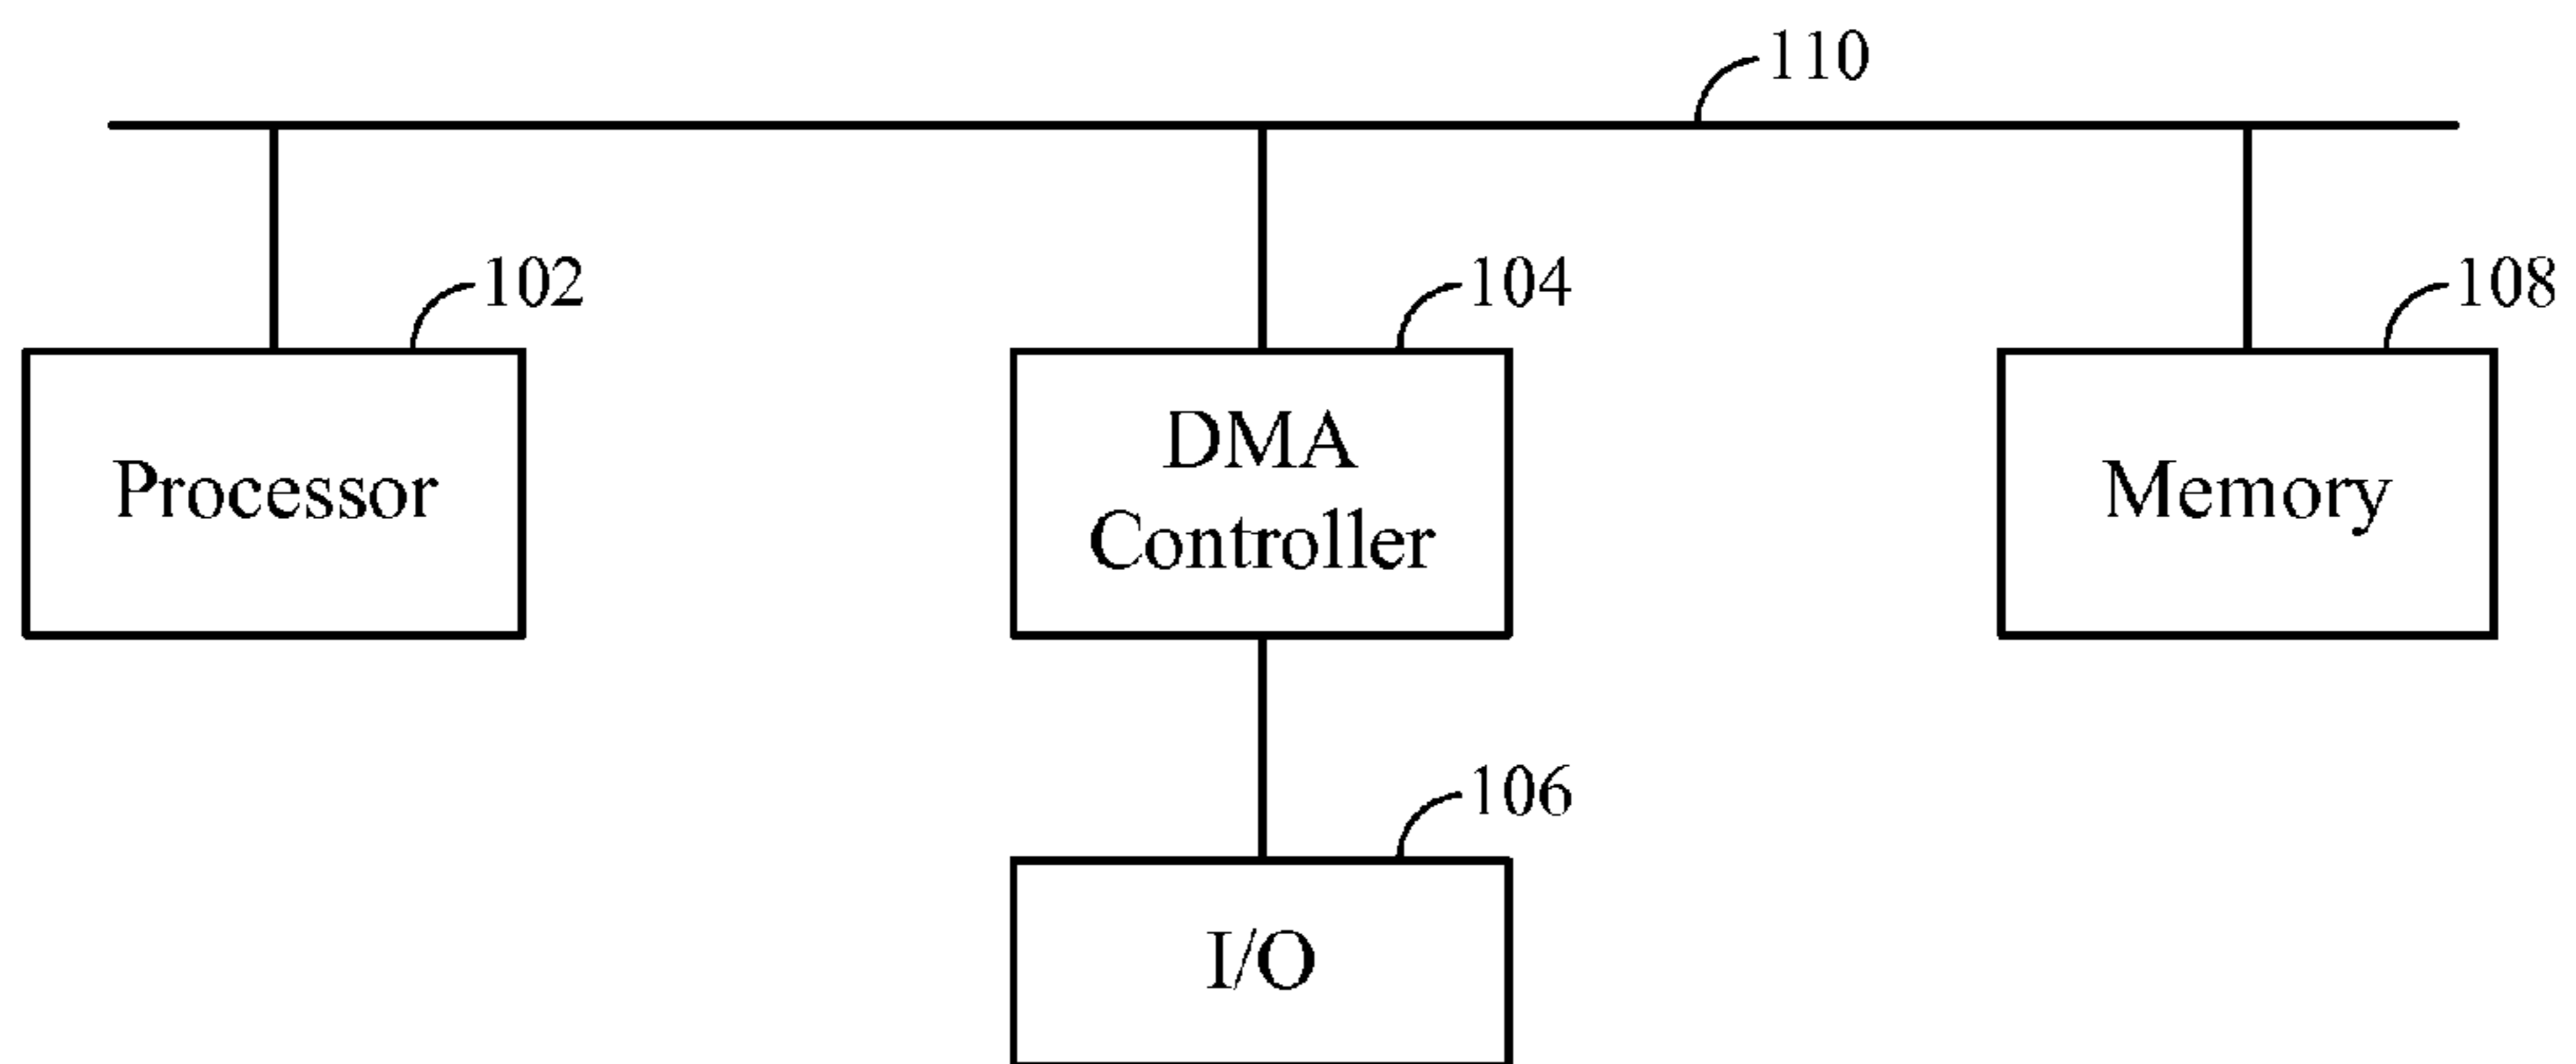 110
102
104
108
Processor
DMA
Controller
Memory
106
I/O